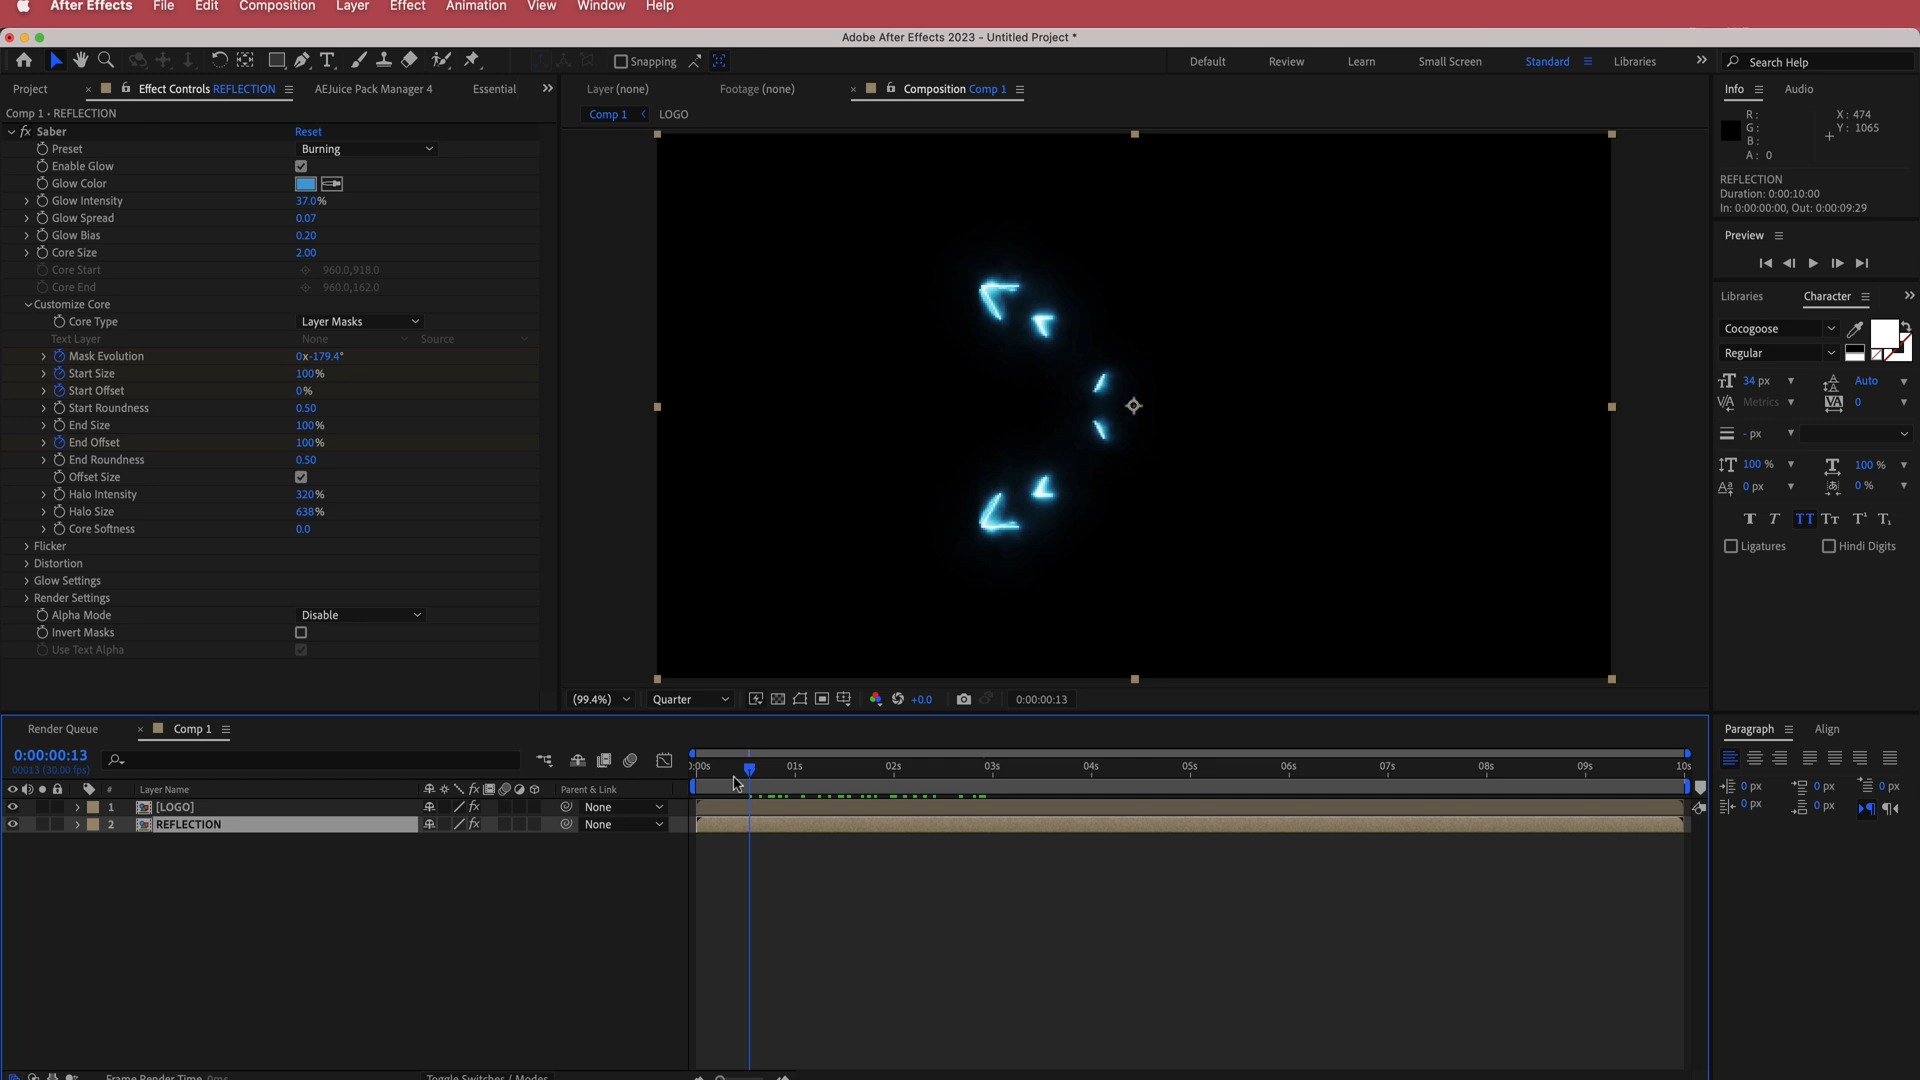 After Effects File Edit Composition Layer Effect Animation View Window Help
Adobe After Effects 2023 - Untitled Project *
Snapping Default Review Learn Small Screen Standard Libraries Search Help
Project Effect Controls REFLECTION AEJuice Pack Manager 4 Essential Layer (none) Footage (none) Composition Comp 1 Info Audio
Comp 1 • REFLECTION Comp 1 LOGO
R: X: 474
G: Y: 1065
B:
A: 0
fx Saber Reset
Preset Burning
Enable Glow
Glow Color
Glow Intensity 37.0%
Glow Spread 0.07
Glow Bias 0.20
Core Size 2.00
Core Start 960.0,918.0
Core End 960.0,162.0
Customize Core
Core Type Layer Masks
Text Layer None Source
Mask Evolution 0x-179.4°
Start Size 100%
Start Offset 0%
Start Roundness 0.50
End Size 100%
End Offset 100%
End Roundness 0.50
Offset Size
Halo Intensity 320%
Halo Size 638%
Core Softness 0.0
Flicker
Distortion
Glow Settings
Render Settings
Alpha Mode Disable
Invert Masks
Use Text Alpha
REFLECTION
Duration: 0:00:10:00
In: 0:00:00:00, Out: 0:00:09:29
Preview
Libraries Character
Cocogoose
Regular
34 px Auto
Metrics 0
- px
100 % 100 %
0 px 0 %
T T TT Tt T¹ T₁
Ligatures Hindi Digits
(99.4%) Quarter +0.0 0:00:00:13
Render Queue Comp 1 Paragraph Align
0:00:00:13
00013 (30.00 fps)
0:00s 01s 02s 03s 04s 05s 06s 07s 08s 09s 10s
# Layer Name fx Parent & Link
1 [LOGO] fx None
2 REFLECTION fx None
0 px 0 px 0 px
0 px 0 px
Frame Render Time 0ms Toggle Switches / Modes